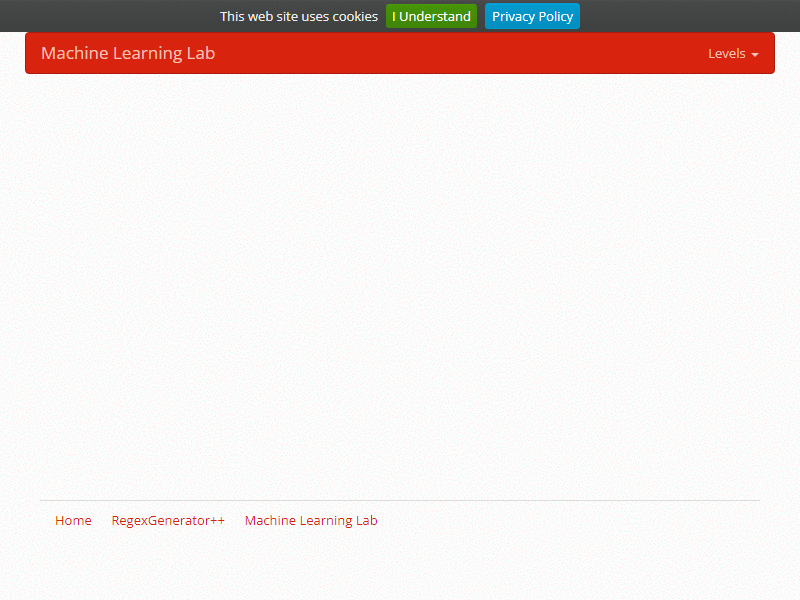 This web site uses cookies I Understand Privacy Policy
Machine Learning Lab Levels
Home RegexGenerator++ Machine Learning Lab